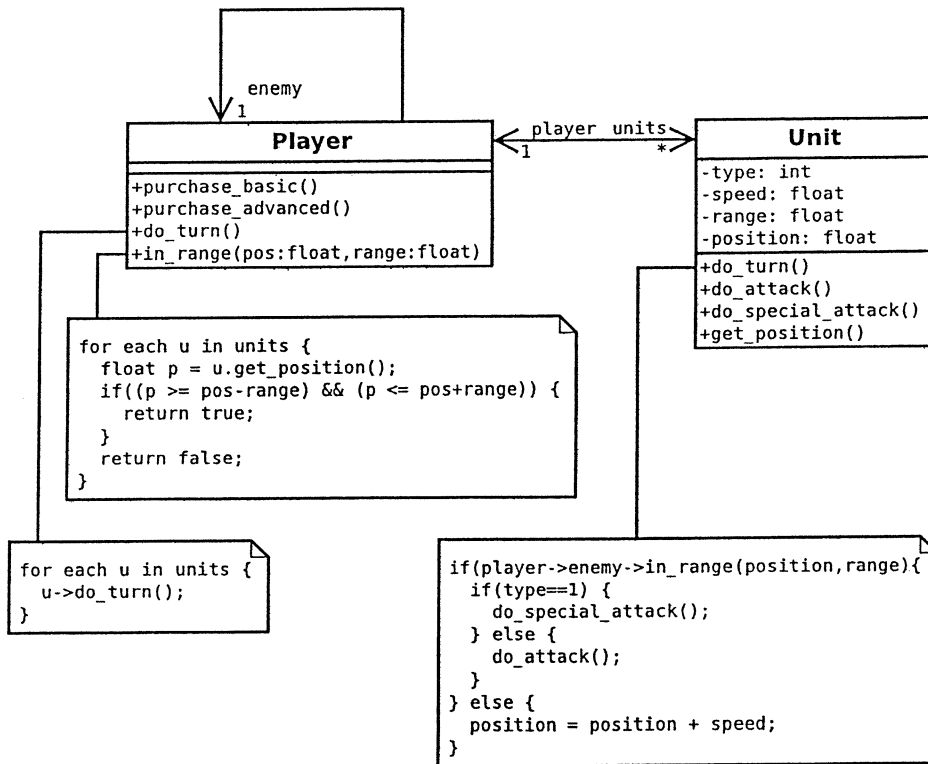 enemy
1
Player
+purchase_basic()
+purchase_advanced()
+do_turn()
+in_range(pos:float,range:float)
player units
1 *
Unit
-type: int
-speed: float
-range: float
-position: float
+do_turn()
+do_attack()
+do_special_attack()
+get_position()
for each u in units {
float p = u.get_position();
if((p >= pos-range) && (p <= pos+range)) {
return true;
}
return false;
}
for each u in units {
u->do_turn();
}
if(player->enemy->in_range(position,range){
if(type==1) {
do_special_attack();
} else {
do_attack();
}
} else {
position = position + speed;
}